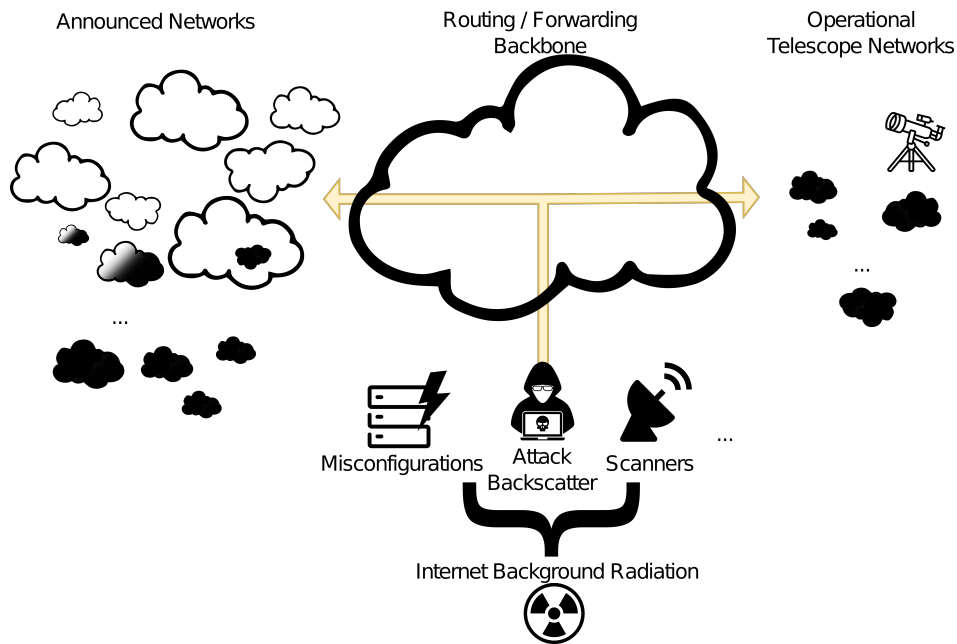 Announced Networks
Routing / Forwarding
Backbone
Operational
Telescope Networks
...
...
Misconfigurations
Attack
Backscatter
Scanners
...
Internet Background Radiation